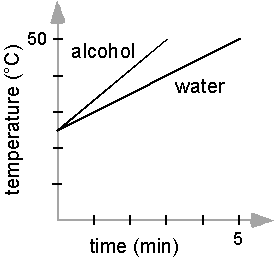 50
alcohol
water
temperature (°C)
5
time (min)